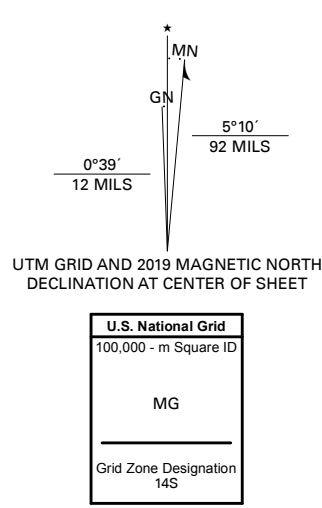 MN
GN
5°10´
92 MILS
0°39´
12 MILS
UTM GRID AND 2019 MAGNETIC NORTH
DECLINATION AT CENTER OF SHEET
U.S. National Grid
100,000 - m Square ID
MG
Grid Zone Designation
14S